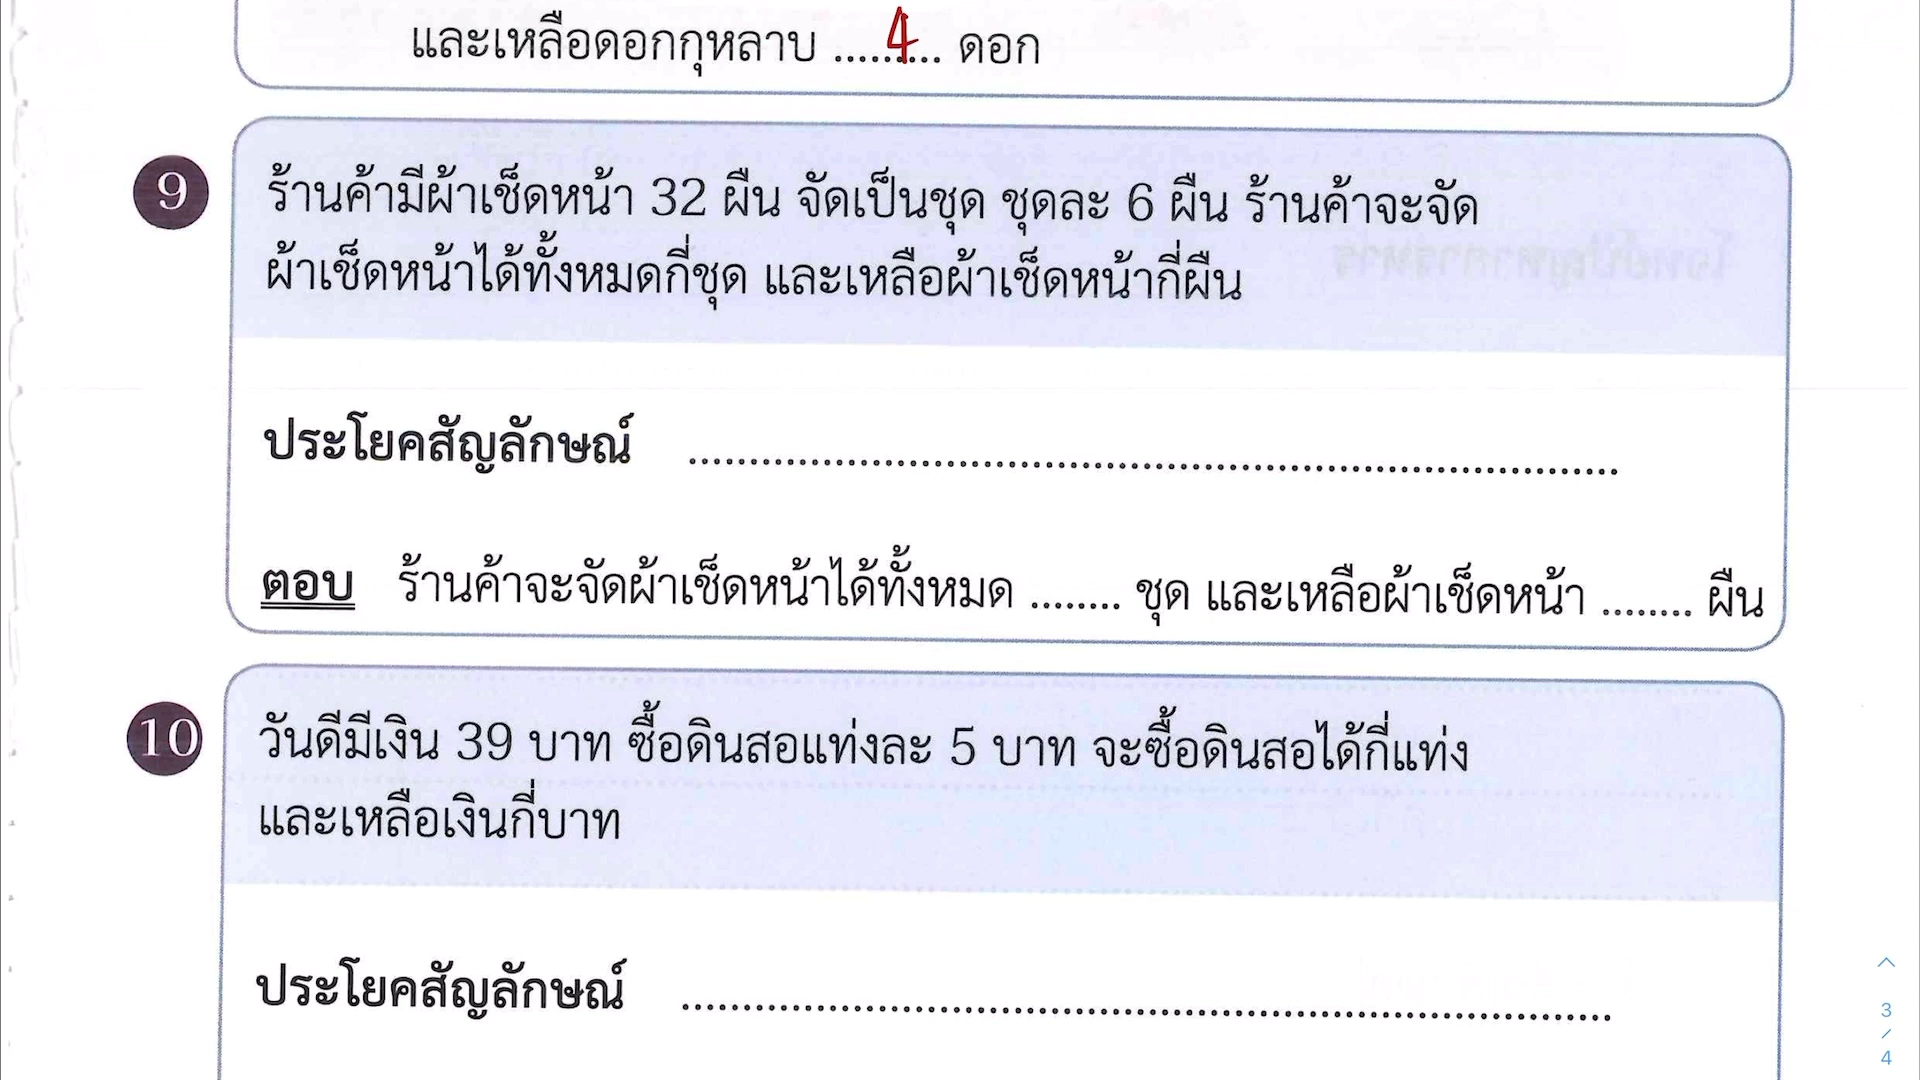 และเหลือดอกกุหลาบ ....4.... ดอก
9
ร้านค้ามีผ้าเช็ดหน้า 32 ผืน จัดเป็นชุด ชุดละ 6 ผืน ร้านค้าจะจัด
ผ้าเช็ดหน้าได้ทั้งหมดกี่ชุด และเหลือผ้าเช็ดหน้ากี่ผืน
ประโยคสัญลักษณ์ ............................................................................
ตอบ ร้านค้าจะจัดผ้าเช็ดหน้าได้ทั้งหมด ........ ชุด และเหลือผ้าเช็ดหน้า ........ ผืน
10
วันดีมีเงิน 39 บาท ซื้อดินสอแท่งละ 5 บาท จะซื้อดินสอได้กี่แท่ง
และเหลือเงินกี่บาท
ประโยคสัญลักษณ์ ............................................................................
3
/
4